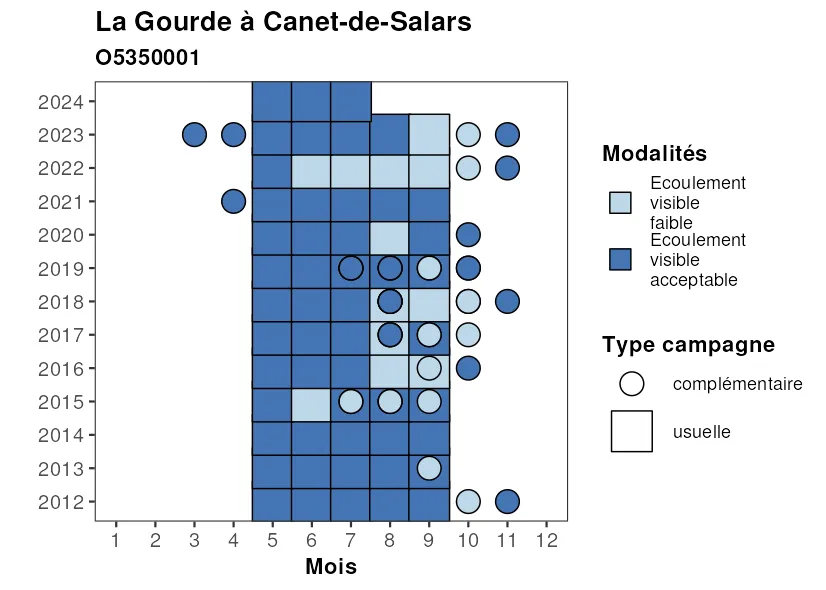 La Gourde à Canet-de-Salars
O5350001
2024
2023
2022
2021
2020
2019
2018
2017
2016
2015
2014
2013
2012
1 2 3 4 5 6 7 8 9 10 11 12
Mois
Modalités
Ecoulement
visible
faible
Ecoulement
visible
acceptable
Type campagne
complémentaire
usuelle